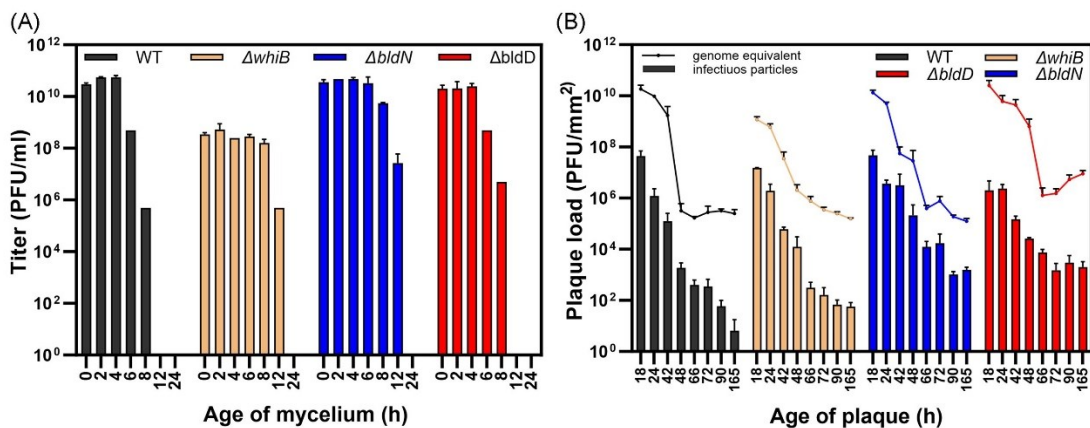 (A)
WT ΔwhiB ΔbldN ΔbldD
Titer (PFU/ml)
10^12
10^10
10^8
10^6
10^4
10^2
10^0
0 2 4 6 8 12 24 0 2 4 6 8 12 24 0 2 4 6 8 12 24 0 2 4 6 8 12 24
Age of mycelium (h)
(B)
genome equivalent
infectiuos particles
WT ΔwhiB
ΔbldD ΔbldN
Plaque load (PFU/mm²)
10^12
10^10
10^8
10^6
10^4
10^2
10^0
18 24 42 48 66 72 90 165 18 24 42 48 66 72 90 165 18 24 42 48 66 72 90 165 18 24 42 48 66 72 90 165
Age of plaque (h)